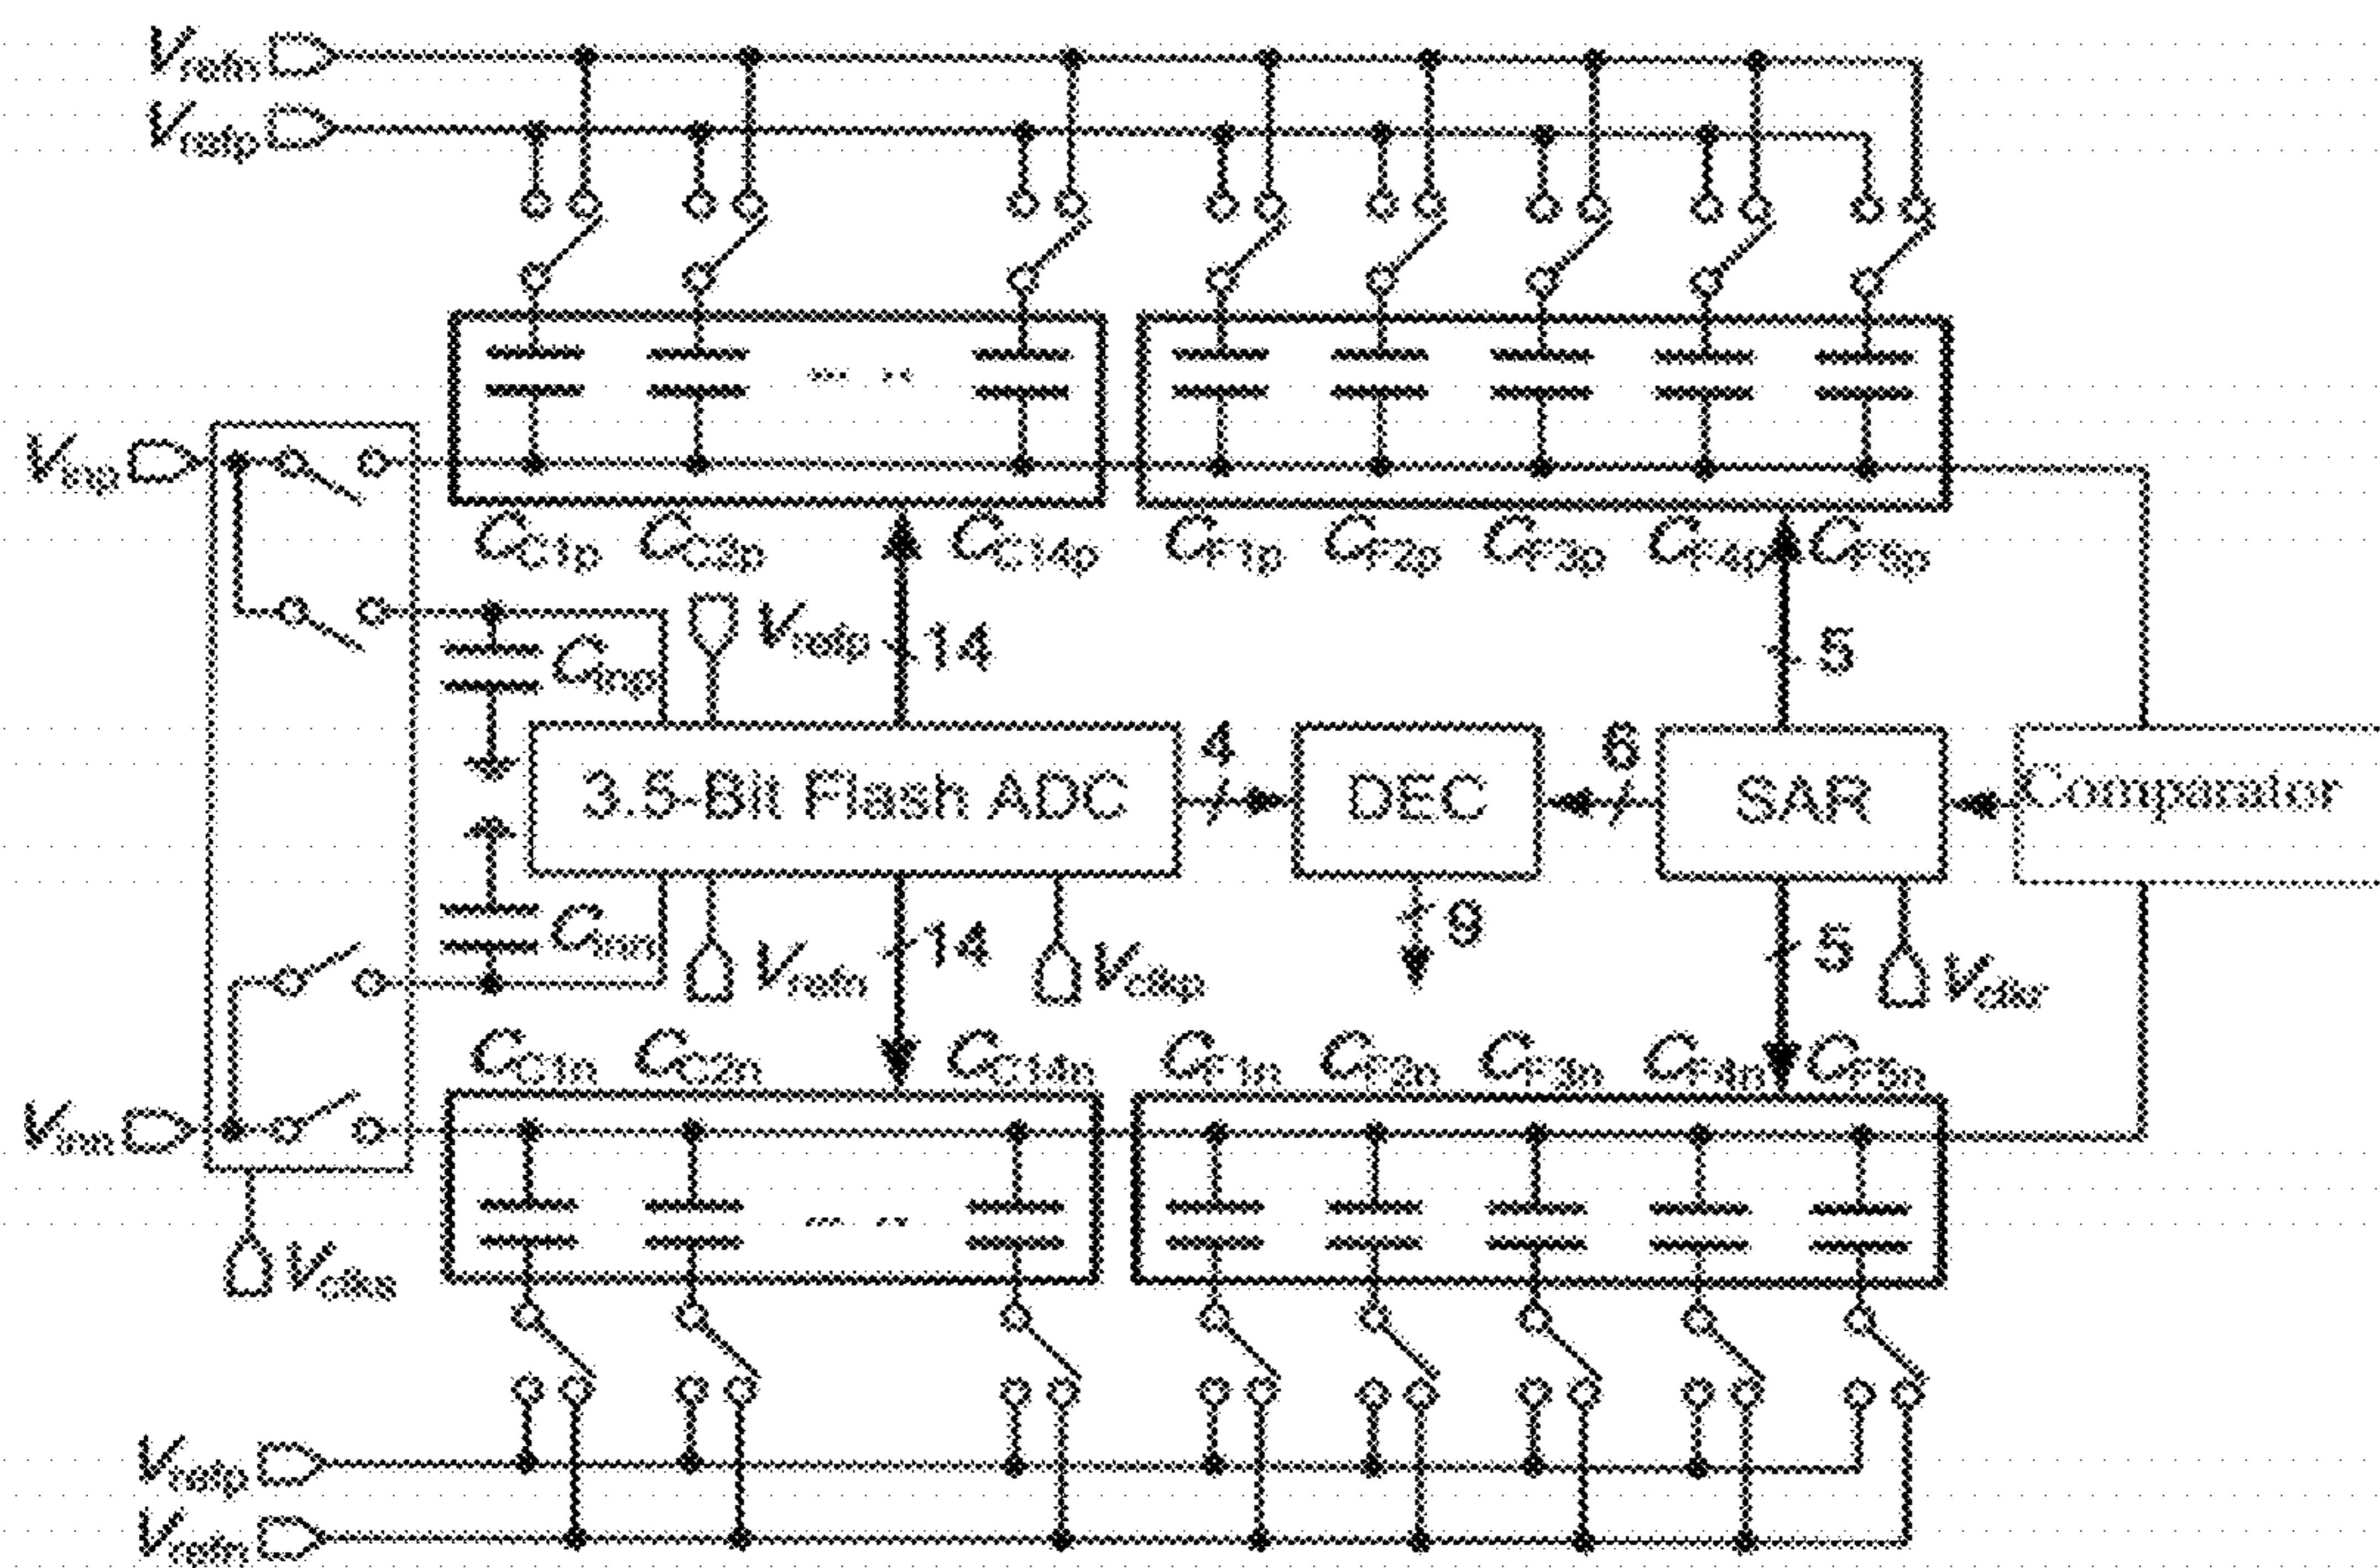 Vrefn
Vrefp
Vinp
CC1p CC2p CC14p CF1p CF2p CF3p CF4p CF5p
Cinp Vrefp 14 5
4 6
3.5-Bit Flash ADC DEC SAR Comparator
Cinn Vrefn 14 Vclkp 9 5 Vclkr
CC1n CC2n CC14n CF1n CF2n CF3n CF4n CF5n
Vinn
Vclks
Vrefp
Vrefn